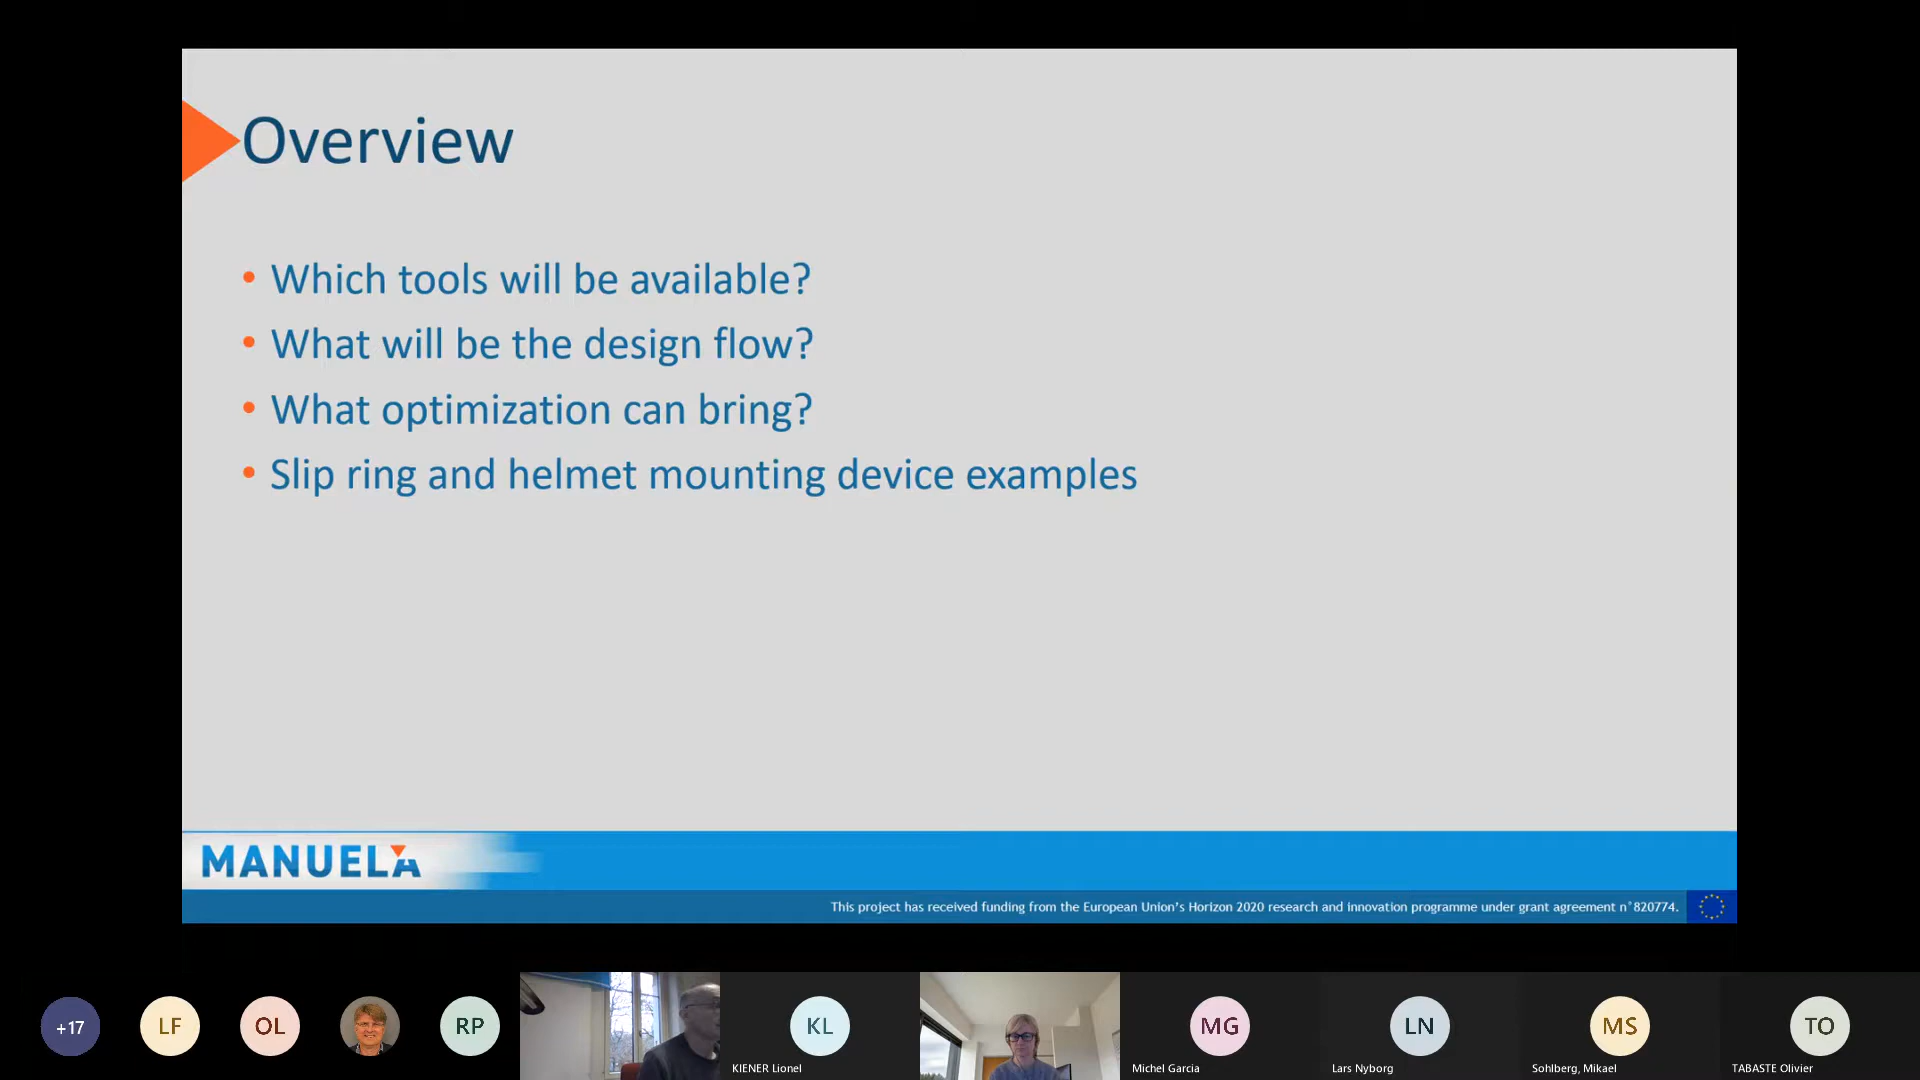 Overview
• Which tools will be available?
• What will be the design flow?
• What optimization can bring?
• Slip ring and helmet mounting device examples
MANUELA
This project has received funding from the European Union's Horizon 2020 research and innovation programme under grant agreement n°820774.
+17
LF
OL
RP
KL
KIENER Lionel
MG
Michel Garcia
LN
Lars Nyborg
MS
Sohlberg, Mikael
TO
TABASTE Olivier